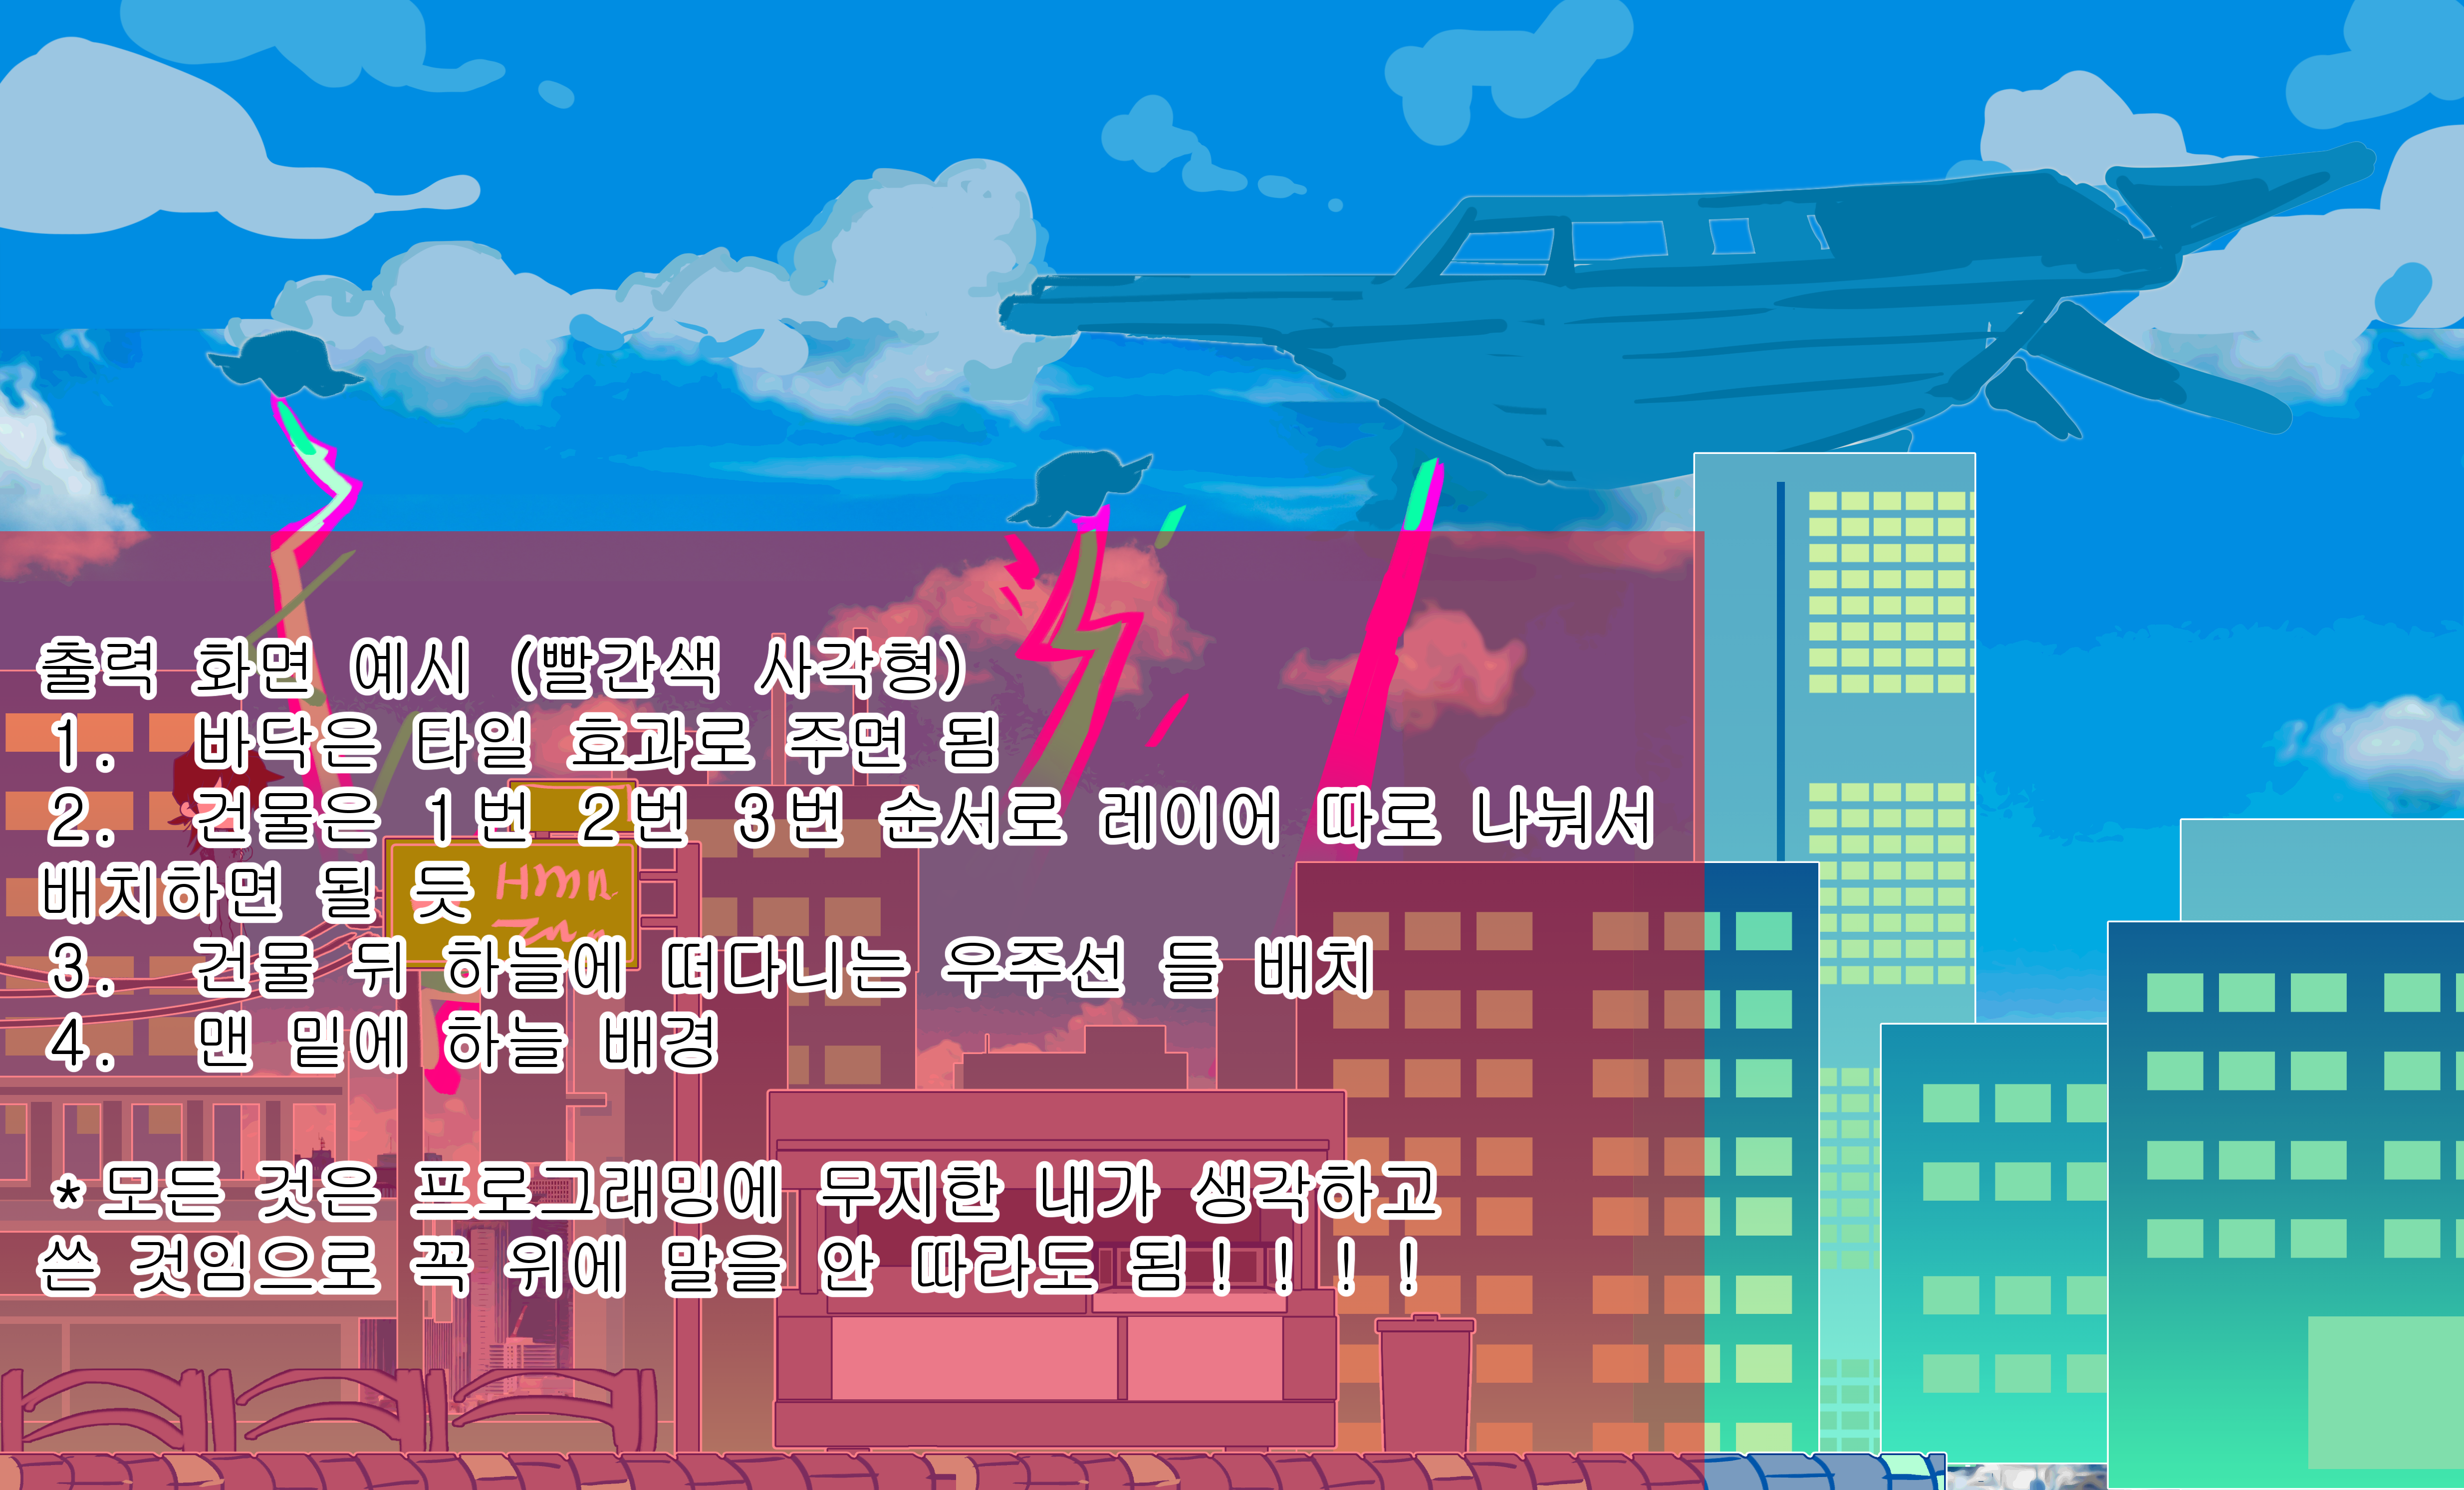 출력 화면 예시 (빨간색 사각형)
1. 바닥은 타일 효과로 주면 됨
2. 건물은 1번 2번 3번 순서로 레이어 따로 나눠서
배치하면 될 듯
3. 건물 뒤 하늘에 떠다니는 우주선 들 배치
4. 맨 밑에 하늘 배경
*모든 것은 프로그래밍에 무지한 내가 생각하고
쓴 것임으로 꼭 위에 말을 안 따라도 됨!!!!